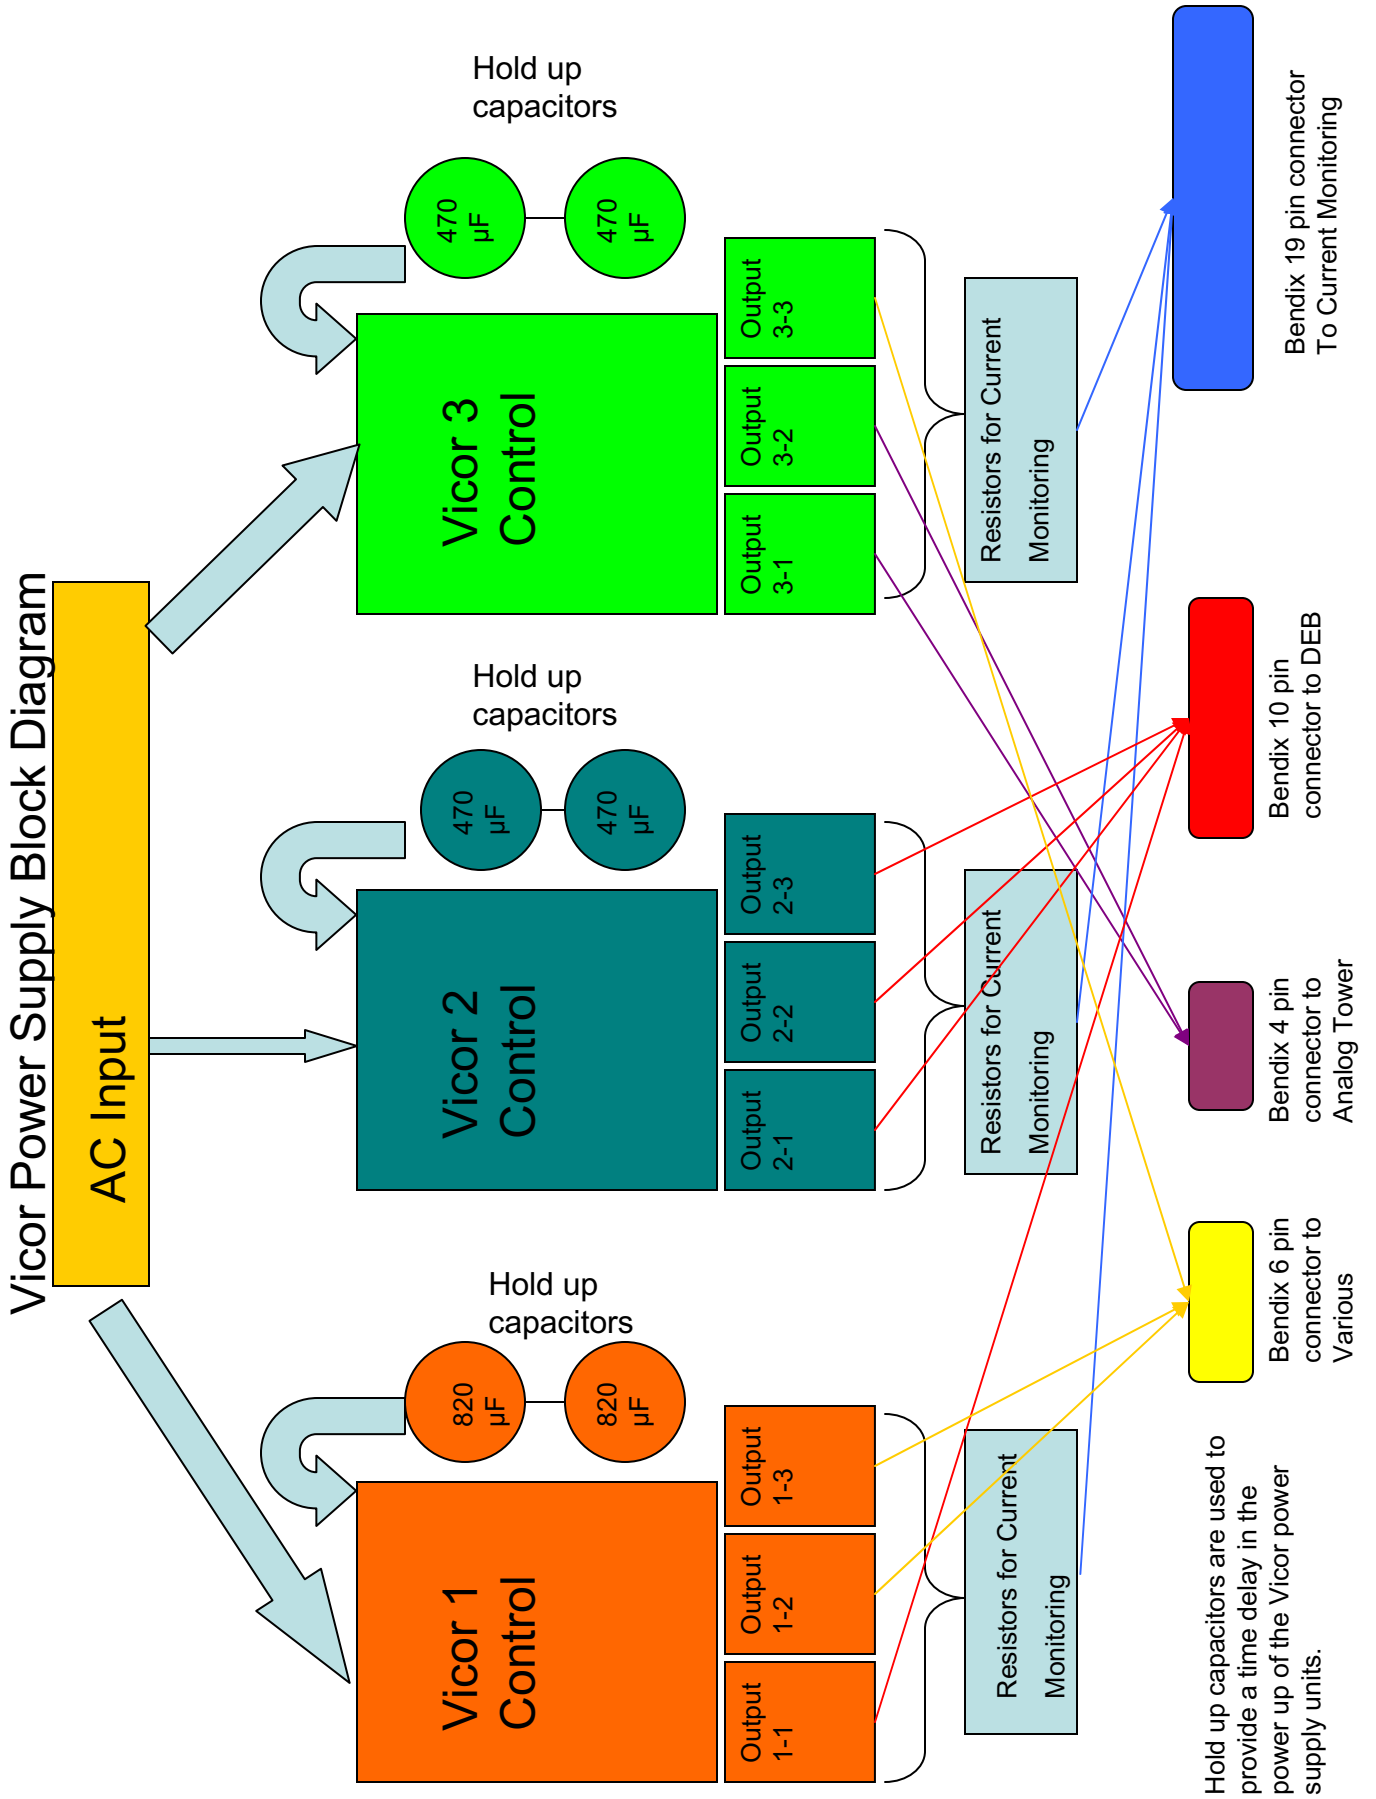 Vicor Power Supply Block Diagram
AC Input
Vicor 1
Control
Hold up
capacitors
820
µF
820
µF
Vicor 2
Control
Hold up
capacitors
470
µF
470
µF
Vicor 3
Control
Hold up
capacitors
470
µF
470
µF
Output
1-1
Output
1-2
Output
1-3
Output
2-1
Output
2-2
Output
2-3
Output
3-1
Output
3-2
Output
3-3
Resistors for Current
Monitoring
Resistors for Current
Monitoring
Resistors for Current
Monitoring
Hold up capacitors are used to
provide a time delay in the
power up of the Vicor power
supply units.
Bendix 6 pin
connector to
Various
Bendix 4 pin
connector to
Analog Tower
Bendix 10 pin
connector to DEB
Bendix 19 pin connector
To Current Monitoring